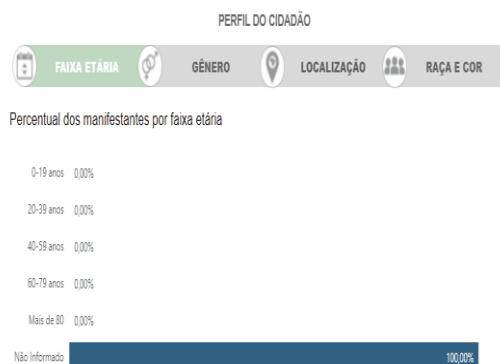 PERFIL DO CIDADÃO
FAIXA ETÁRIA GÊNERO LOCALIZAÇÃO RAÇA E COR
Percentual dos manifestantes por faixa etária
0-19 anos 0,00%
20-39 anos 0,00%
40-59 anos 0,00%
60-79 anos 0,00%
Mais de 80 0,00%
Não Informado 100,00%